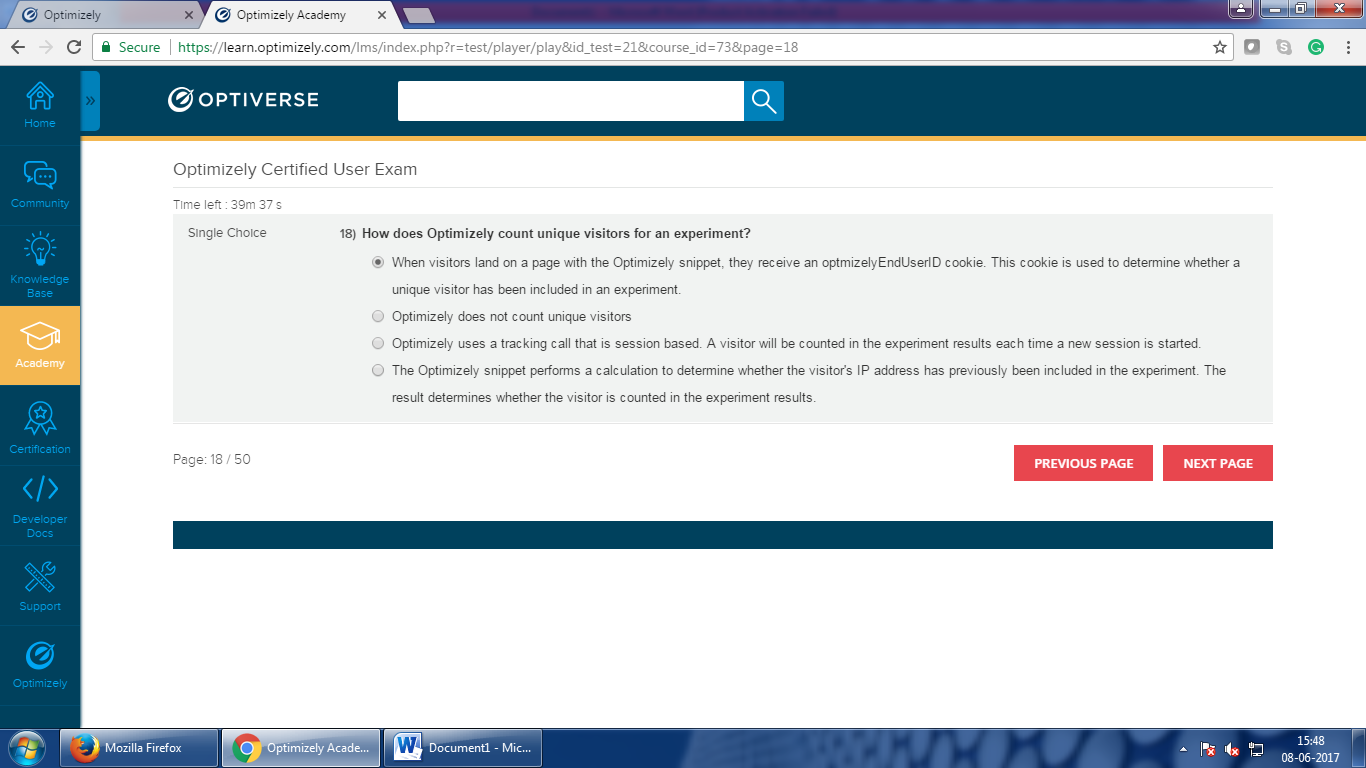 Optimizely
Optimizely Academy
Secure
https://learn.optimizely.com/lms/index.php?r=test/player/play&id_test=21&course_id=73&page=18
Home
Community
Knowledge
Base
Academy
Certification
Developer
Docs
Support
Optimizely
OPTIVERSE
Optimizely Certified User Exam
Time left : 39m 37 s
Single Choice
18) How does Optimizely count unique visitors for an experiment?
When visitors land on a page with the Optimizely snippet, they receive an optmizelyEndUserID cookie. This cookie is used to determine whether a
unique visitor has been included in an experiment.
Optimizely does not count unique visitors
Optimizely uses a tracking call that is session based. A visitor will be counted in the experiment results each time a new session is started.
The Optimizely snippet performs a calculation to determine whether the visitor's IP address has previously been included in the experiment. The
result determines whether the visitor is counted in the experiment results.
Page: 18 / 50
PREVIOUS PAGE
NEXT PAGE
Mozilla Firefox
Optimizely Acade...
Document1 - Mic...
15:48
08-06-2017